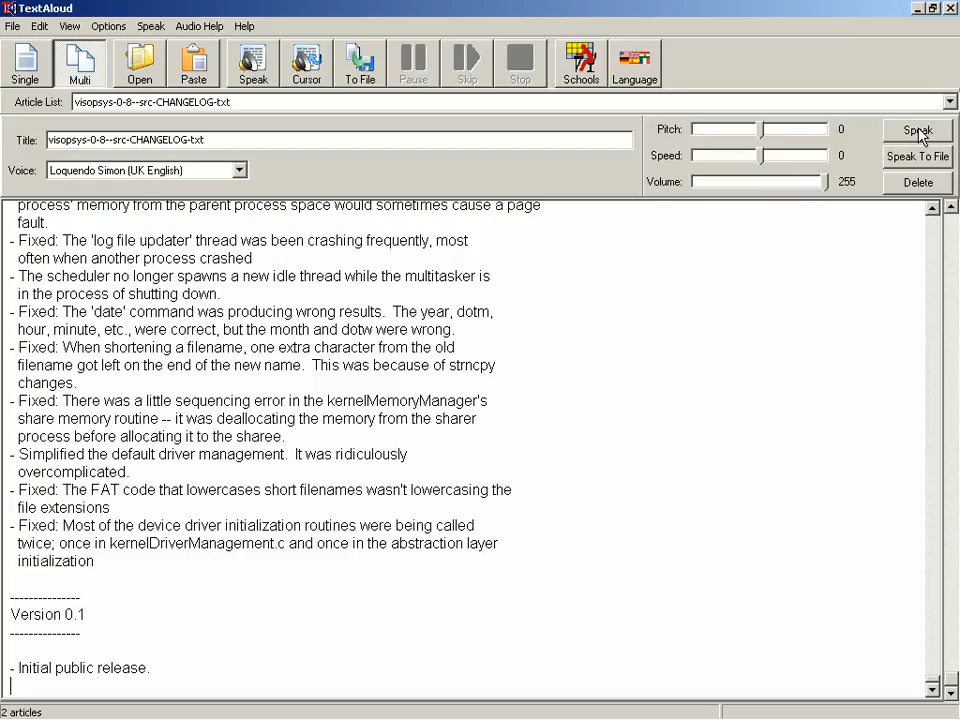 TextAloud
File Edit View Options Speak Audio Help Help
Single Multi Open Paste Speak Cursor To File Pause Skip Stop Schools Language
Article List: visopsys-0-8--src-CHANGELOG-txt
Title: visopsys-0-8--src-CHANGELOG-txt
Voice: Loquendo Simon (UK English)
Pitch: 0 Speak
Speed: 0 Speak To File
Volume: 255 Delete
process' memory from the parent process space would sometimes cause a page
fault.
- Fixed: The 'log file updater' thread was been crashing frequently, most
often when another process crashed
- The scheduler no longer spawns a new idle thread while the multitasker is
in the process of shutting down.
- Fixed: The 'date' command was producing wrong results.  The year, dotm,
hour, minute, etc., were correct, but the month and dotw were wrong.
- Fixed: When shortening a filename, one extra character from the old
filename got left on the end of the new name.  This was because of strncpy
changes.
- Fixed: There was a little sequencing error in the kernelMemoryManager's
share memory routine -- it was deallocating the memory from the sharer
process before allocating it to the sharee.
- Simplified the default driver management.  It was ridiculously
overcomplicated.
- Fixed: The FAT code that lowercases short filenames wasn't lowercasing the
file extensions
- Fixed: Most of the device driver initialization routines were being called
twice; once in kernelDriverManagement.c and once in the abstraction layer
initialization
---------------
Version 0.1
---------------
- Initial public release.
2 articles